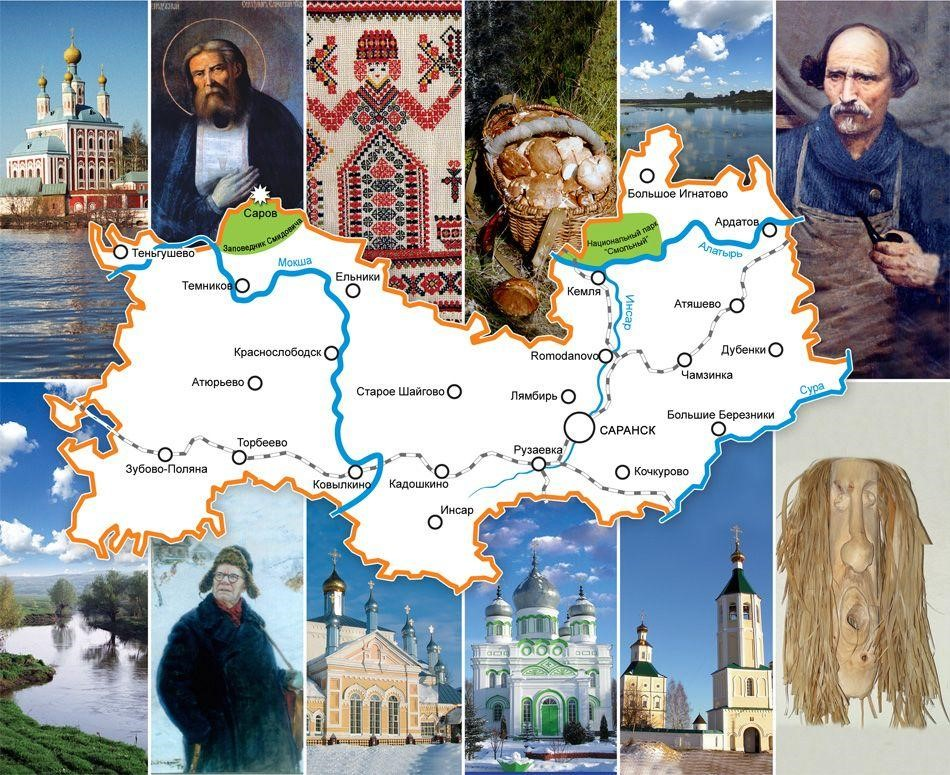 Саров
Заповедник Смидовича
Большое Игнатово
Национальный парк
"Смольный"
Ардатов
Алатырь
Теньгушево
Мокша
Темников
Ельники
Кемля
Инсар
Атяшево
Краснослободск
Romodanovo
Дубенки
Чамзинка
Атюрьево
Старое Шайгово
Лямбирь
Сура
Большие Березники
САРАНСК
Зубово-Поляна
Торбеево
Рузаевка
Ковылкино
Кадошкино
Кочкурово
Инсар